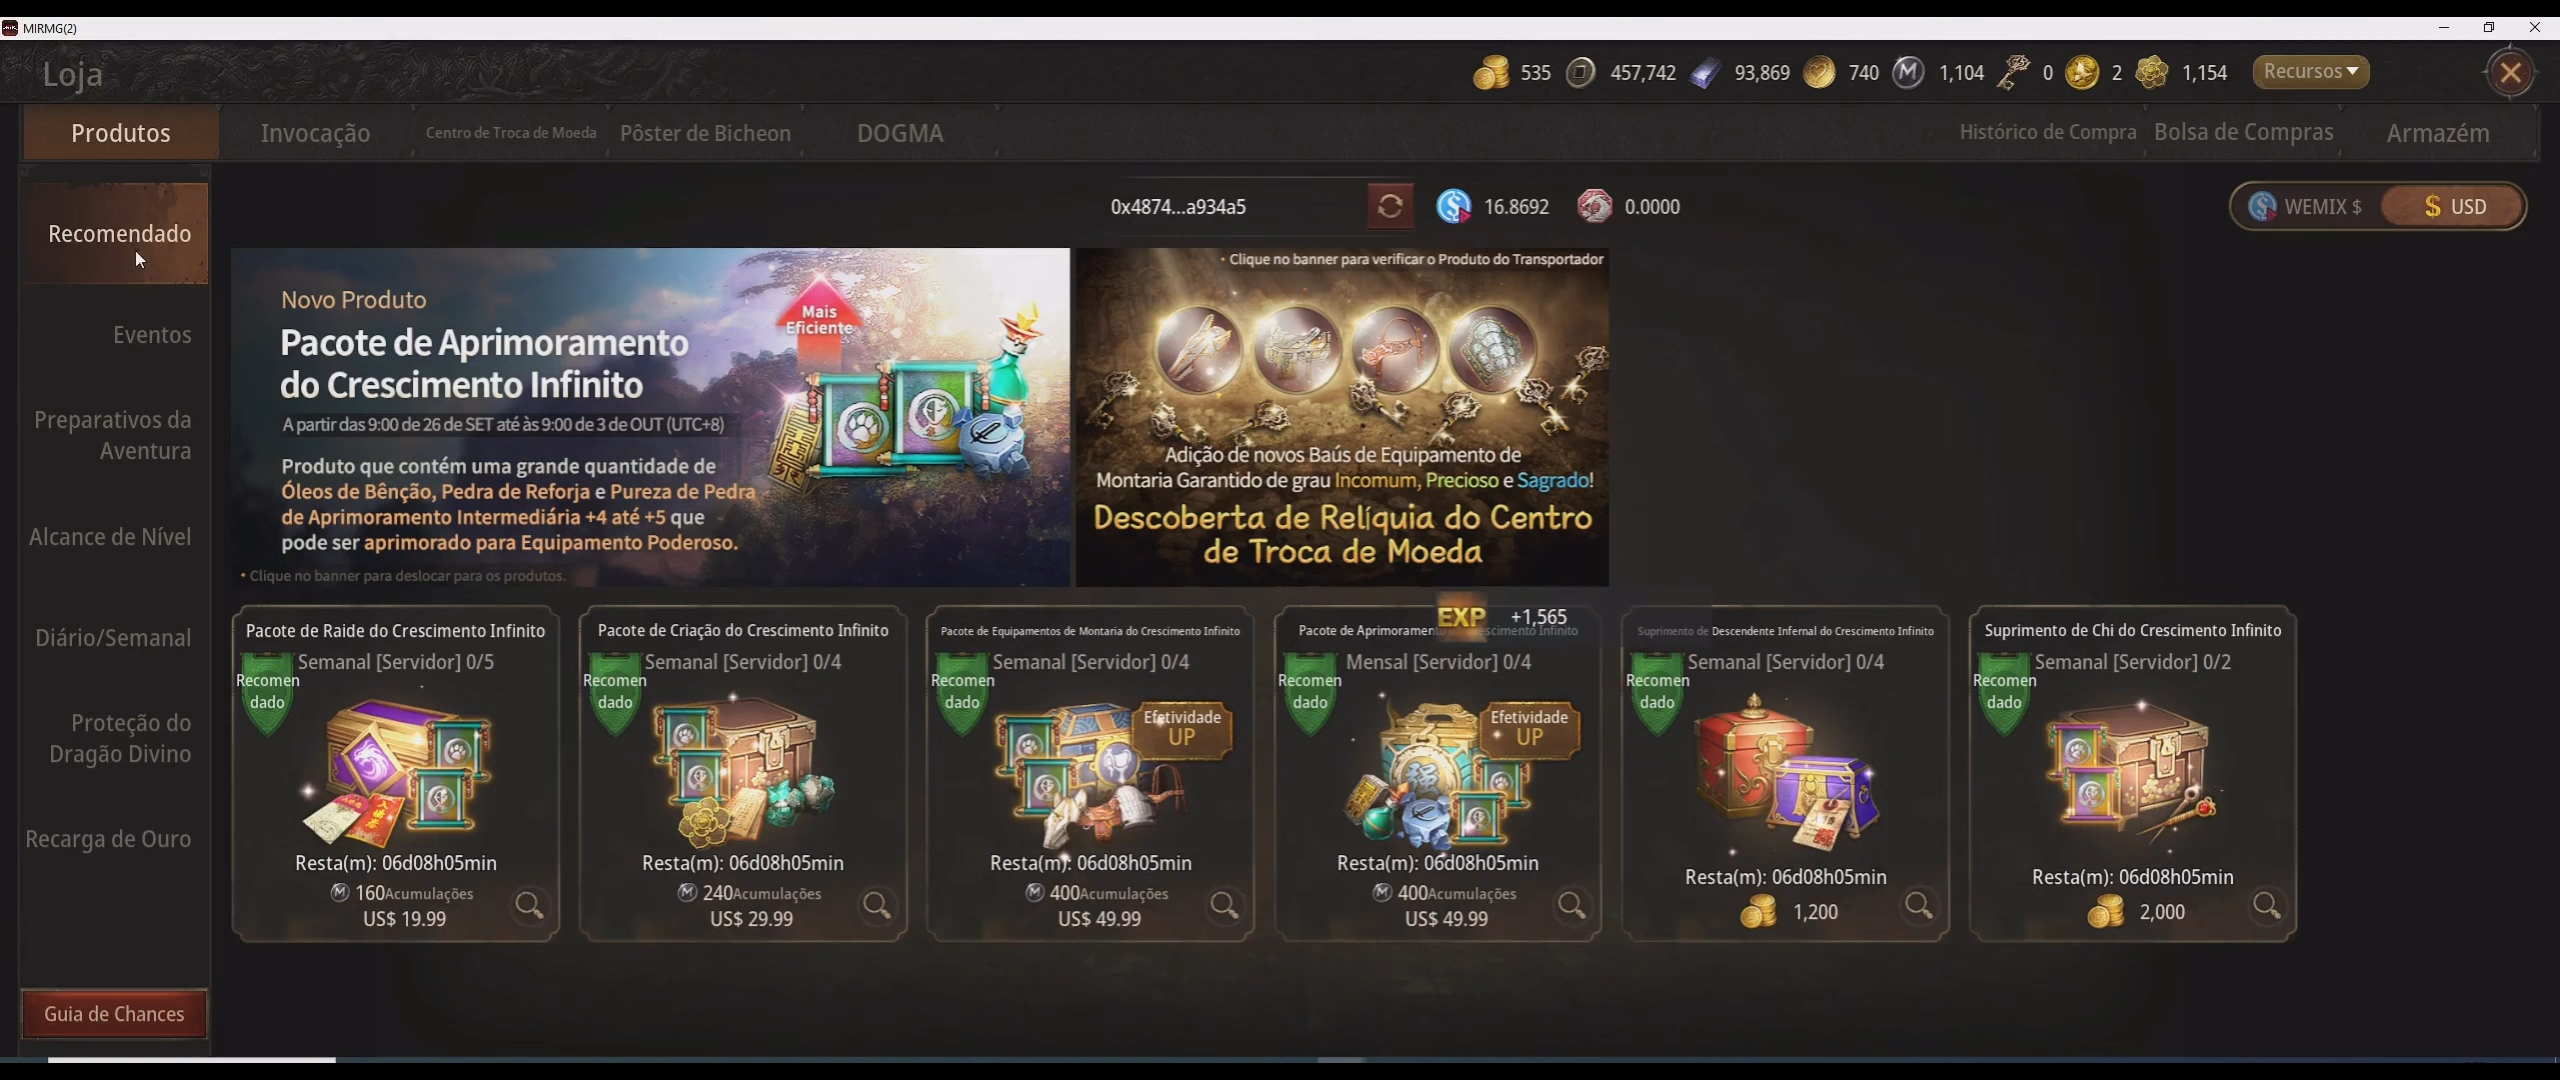 MIRMG(2)
Loja
535
457,742
93,869
740
1,104
0
2
1,154
Recursos
Produtos
Invocação
Centro de Troca de Moeda
Pôster de Bicheon
DOGMA
Histórico de Compra
Bolsa de Compras
Armazém
Recomendado
Eventos
Preparativos da
Aventura
Alcance de Nível
Diário/Semanal
Proteção do
Dragão Divino
Recarga de Ouro
Guia de Chances
0x4874...a934a5
16.8692
0.0000
WEMIX $
$ USD
Novo Produto
Pacote de Aprimoramento
do Crescimento Infinito
A partir das 9:00 de 26 de SET até às 9:00 de 3 de OUT (UTC+8)
Produto que contém uma grande quantidade de
Óleos de Bênção, Pedra de Reforja e Pureza de Pedra
de Aprimoramento Intermediária +4 até +5 que
pode ser aprimorado para Equipamento Poderoso.
Clique no banner para deslocar para os produtos.
Mais
Eficiente
Clique no banner para verificar o Produto do Transportador
Adição de novos Baús de Equipamento de
Montaria Garantido de grau Incomum, Precioso e Sagrado!
Descoberta de Relíquia do Centro
de Troca de Moeda
EXP +1,565
Pacote de Raide do Crescimento Infinito
Semanal [Servidor] 0/5
Recomen
dado
Resta(m): 06d08h05min
160Acumulações
US$ 19.99
Pacote de Criação do Crescimento Infinito
Semanal [Servidor] 0/4
Recomen
dado
Resta(m): 06d08h05min
240Acumulações
US$ 29.99
Pacote de Equipamentos de Montaria do Crescimento Infinito
Semanal [Servidor] 0/4
Recomen
dado
Efetividade
UP
Resta(m): 06d08h05min
400Acumulações
US$ 49.99
Pacote de Aprimoramen
Mensal [Servidor] 0/4
Recomen
dado
Efetividade
UP
Resta(m): 06d08h05min
400Acumulações
US$ 49.99
Suprimento de Descendente Infernal do Crescimento Infinito
Semanal [Servidor] 0/4
Recomen
dado
Resta(m): 06d08h05min
1,200
Suprimento de Chi do Crescimento Infinito
Semanal [Servidor] 0/2
Recomen
dado
Resta(m): 06d08h05min
2,000